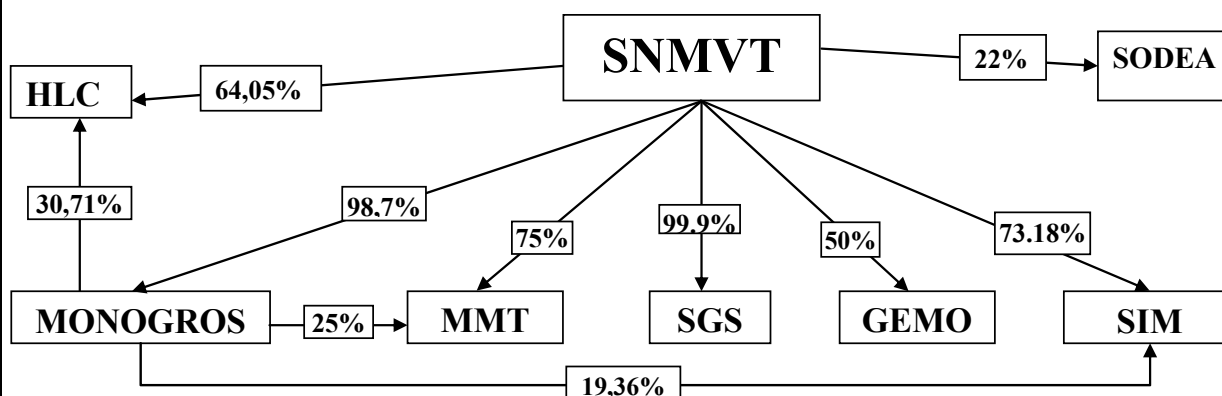 SNMVT
22%
SODEA
HLC
64,05%
30,71%
98,7%
75%
99.9%
50%
73.18%
MONOGROS
25%
MMT
SGS
GEMO
SIM
19,36%